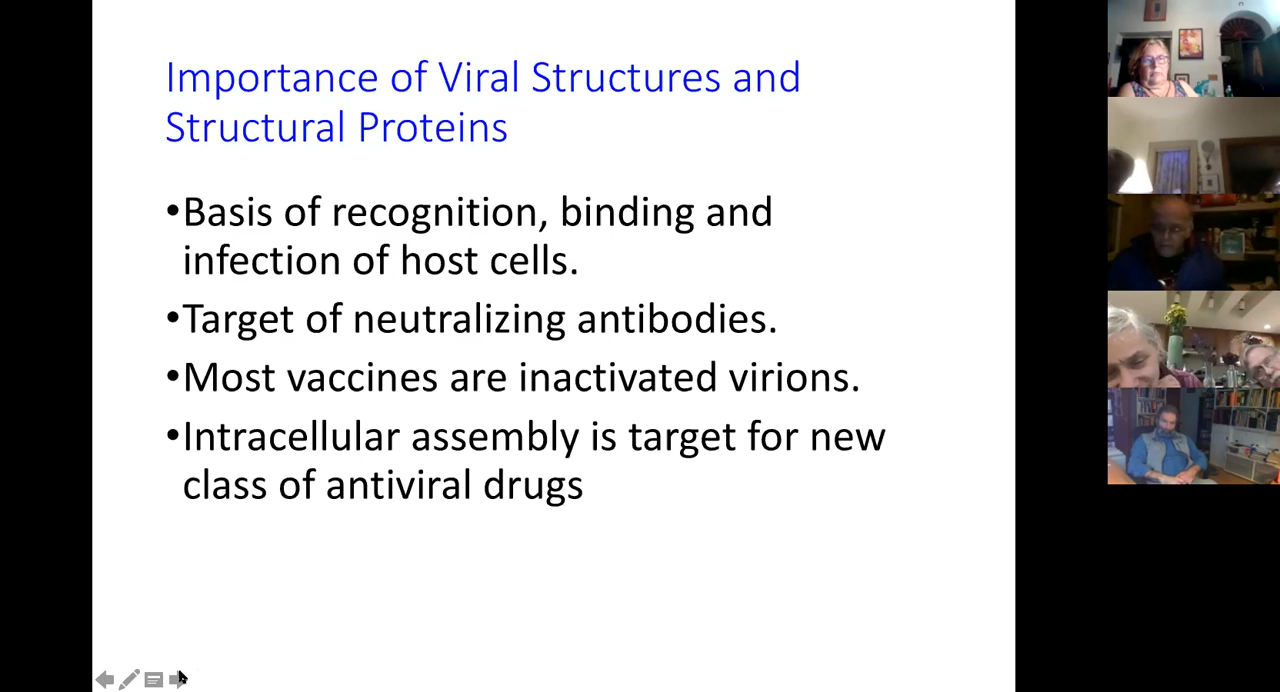 Importance of Viral Structures and
Structural Proteins
•Basis of recognition, binding and
infection of host cells.
•Target of neutralizing antibodies.
•Most vaccines are inactivated virions.
•Intracellular assembly is target for new
class of antiviral drugs